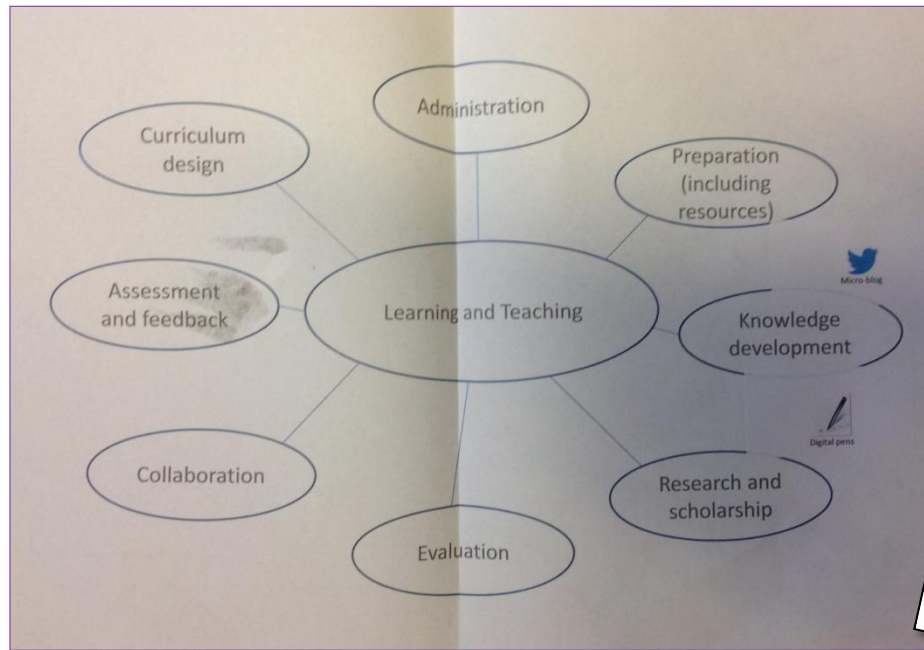 Administration
Curriculum
design
Preparation
(including
resources)
Micro-blog
Assessment
and feedback
Learning and Teaching
Knowledge
development
Digital pens
Collaboration
Research and
scholarship
Evaluation